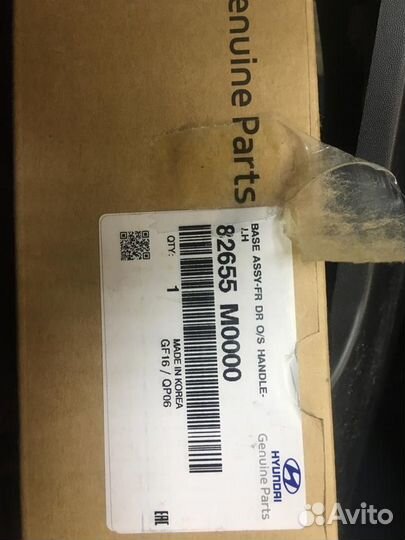 enuine Parts
BASE ASSY-FR DR O/S HANDLE-
LH
82655 M0000
QTY: 1
MADE IN KOREA
GF16 / QP06
HYUNDAI
Genuine Parts
EAC
Avito